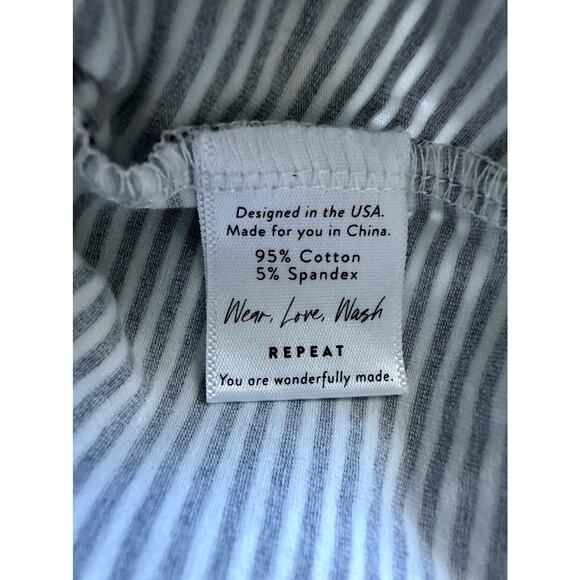 Designed in the USA.
Made for you in China.
95% Cotton
5% Spandex
Wear, Love, Wash
REPEAT
You are wonderfully made.